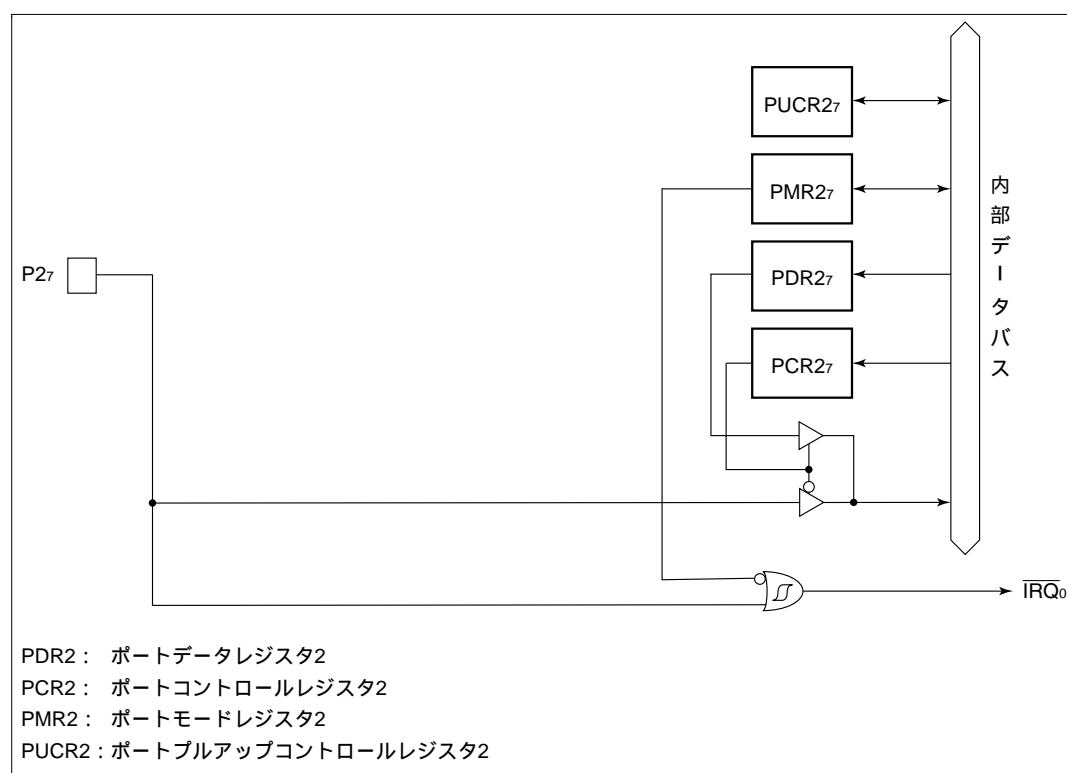 PUCR27
PMR27
PDR27
PCR27
P27
内部データバス
IRQ0
PDR2： ポートデータレジスタ2
PCR2： ポートコントロールレジスタ2
PMR2： ポートモードレジスタ2
PUCR2：ポートプルアップコントロールレジスタ2